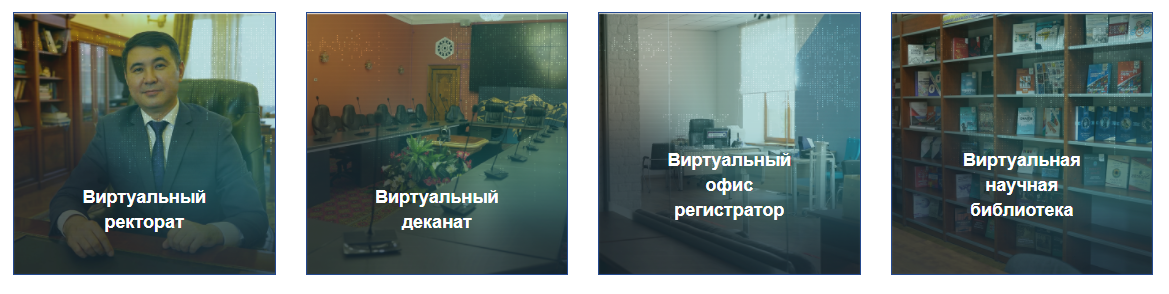 Виртуальный
ректорат
Виртуальный
деканат
Виртуальный
офис
регистратор
Виртуальная
научная
библиотека